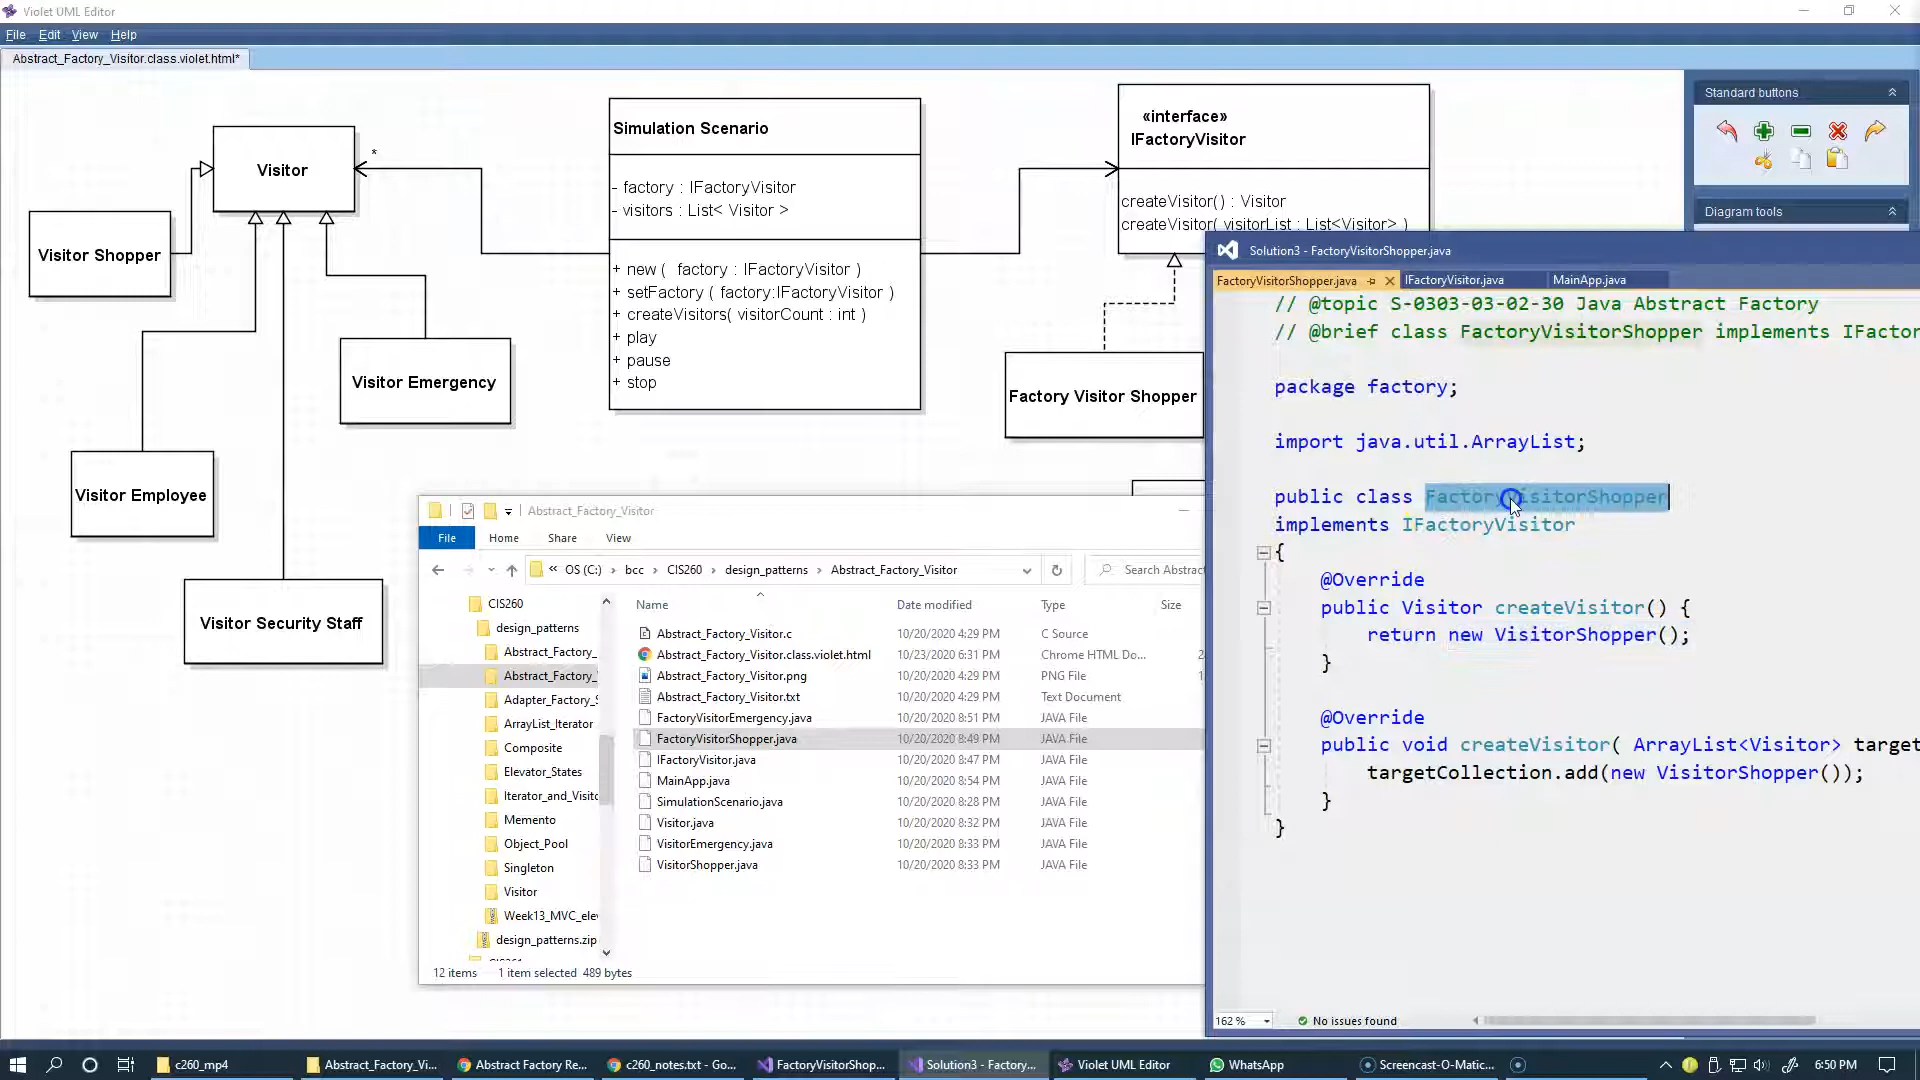 Violet UML Editor
File Edit View Help
Abstract_Factory_Visitor.class.violet.html*
Visitor
*
Visitor Shopper
Visitor Emergency
Visitor Employee
Visitor Security Staff
Simulation Scenario
- factory : IFactoryVisitor
- visitors : List< Visitor >
+ new ( factory : IFactoryVisitor )
+ setFactory ( factory:IFactoryVisitor )
+ createVisitors( visitorCount : int )
+ play
+ pause
+ stop
«interface»
IFactoryVisitor
createVisitor() : Visitor
createVisitor( visitorList : List<Visitor> )
Factory Visitor Shopper
Standard buttons
Diagram tools
Solution3 - FactoryVisitorShopper.java
FactoryVisitorShopper.java IFactoryVisitor.java MainApp.java
// @topic S-0303-03-02-30 Java Abstract Factory
// @brief class FactoryVisitorShopper implements IFactor
package factory;
import java.util.ArrayList;
public class FactoryVisitorShopper
implements IFactoryVisitor
{
@Override
public Visitor createVisitor() {
return new VisitorShopper();
}
@Override
public void createVisitor( ArrayList<Visitor> target
targetCollection.add(new VisitorShopper());
}
}
162 % No issues found
Abstract_Factory_Visitor
File Home Share View
« OS (C:) › bcc › CIS260 › design_patterns › Abstract_Factory_Visitor
Search Abstrac
CIS260
design_patterns
Abstract_Factory_
Abstract_Factory_
Adapter_Factory_S
ArrayList_Iterator
Composite
Elevator_States
Iterator_and_Visito
Memento
Object_Pool
Singleton
Visitor
Week13_MVC_elev
design_patterns.zip
Name Date modified Type Size
Abstract_Factory_Visitor.c 10/20/2020 4:29 PM C Source
Abstract_Factory_Visitor.class.violet.html 10/23/2020 6:31 PM Chrome HTML Do...
Abstract_Factory_Visitor.png 10/20/2020 4:29 PM PNG File
Abstract_Factory_Visitor.txt 10/20/2020 4:29 PM Text Document
FactoryVisitorEmergency.java 10/20/2020 8:51 PM JAVA File
FactoryVisitorShopper.java 10/20/2020 8:49 PM JAVA File
IFactoryVisitor.java 10/20/2020 8:47 PM JAVA File
MainApp.java 10/20/2020 8:54 PM JAVA File
SimulationScenario.java 10/20/2020 8:28 PM JAVA File
Visitor.java 10/20/2020 8:32 PM JAVA File
VisitorEmergency.java 10/20/2020 8:33 PM JAVA File
VisitorShopper.java 10/20/2020 8:33 PM JAVA File
12 items 1 item selected 489 bytes
c260_mp4 Abstract_Factory_Vi... Abstract Factory Re... c260_notes.txt - Go... FactoryVisitorShop... Solution3 - Factory... Violet UML Editor WhatsApp Screencast-O-Matic... 6:50 PM